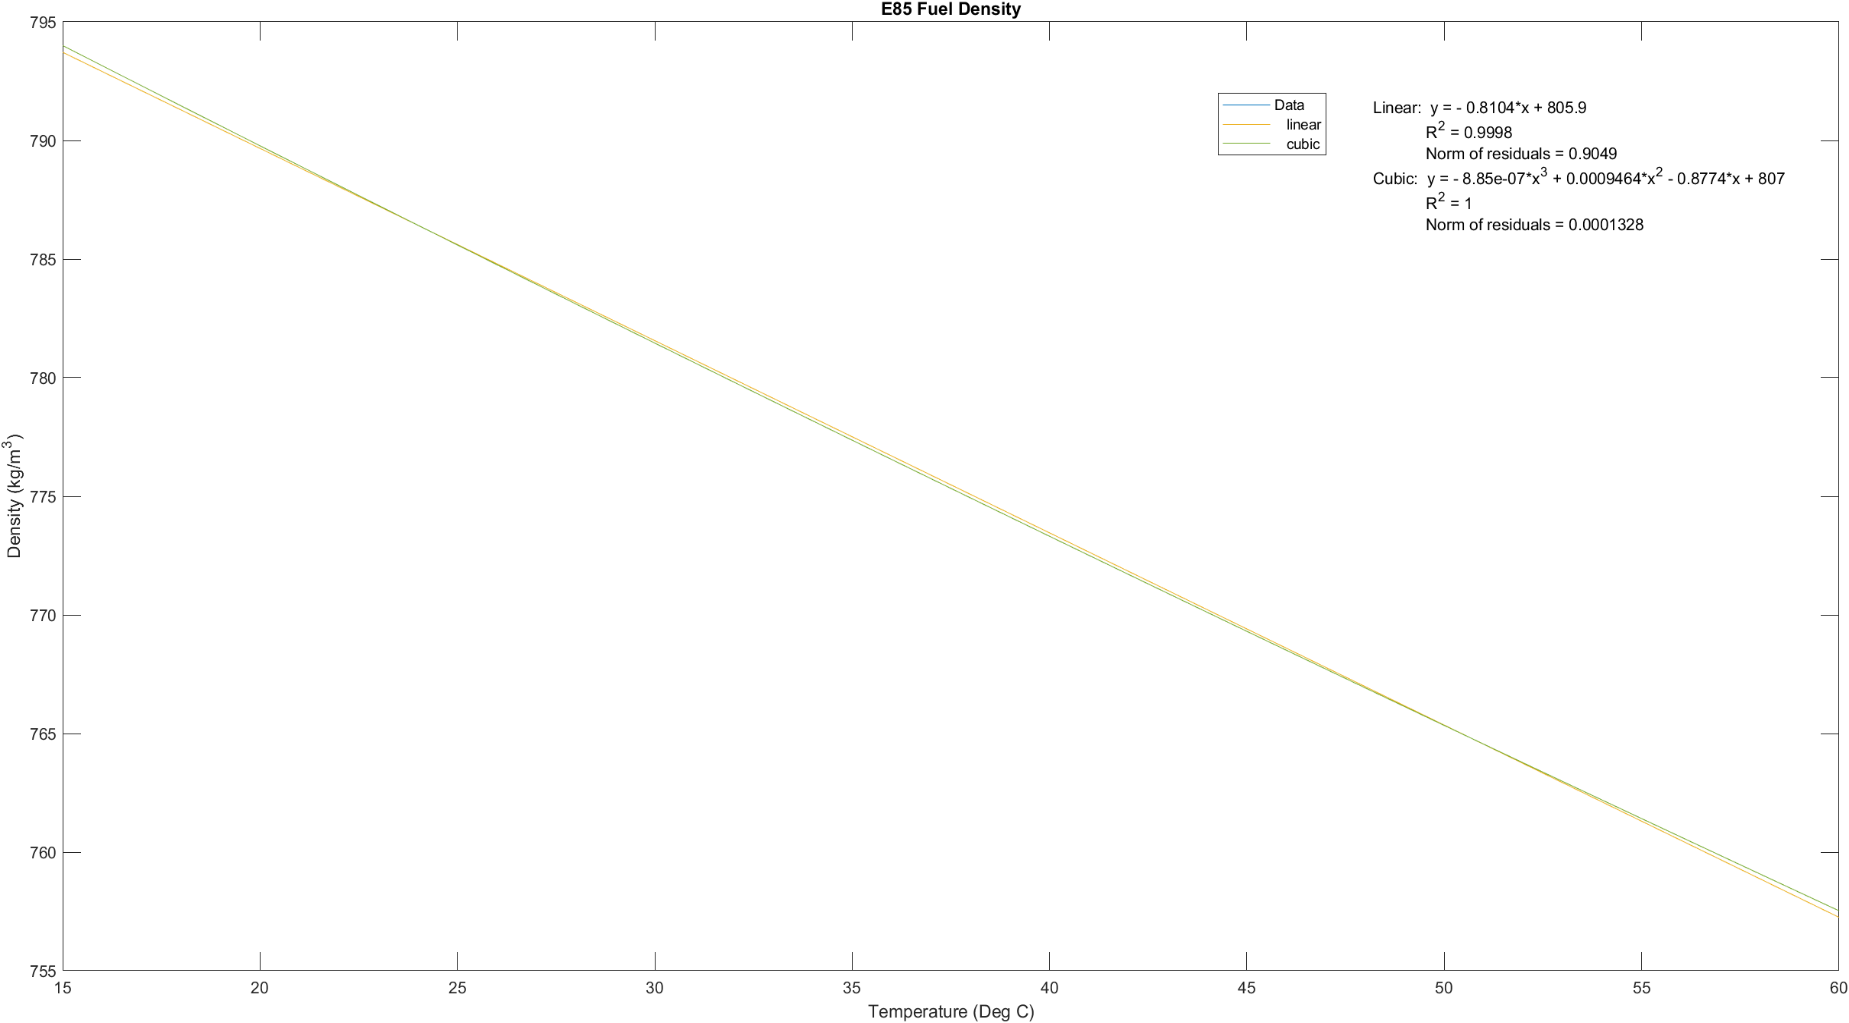 E85 Fuel Density
795
790
785
780
775
770
765
760
755
Density (kg/m³)
15 20 25 30 35 40 45 50 55 60
Temperature (Deg C)
Data
linear
cubic
Linear: y = - 0.8104*x + 805.9
R² = 0.9998
Norm of residuals = 0.9049
Cubic: y = - 8.85e-07*x³ + 0.0009464*x² - 0.8774*x + 807
R² = 1
Norm of residuals = 0.0001328